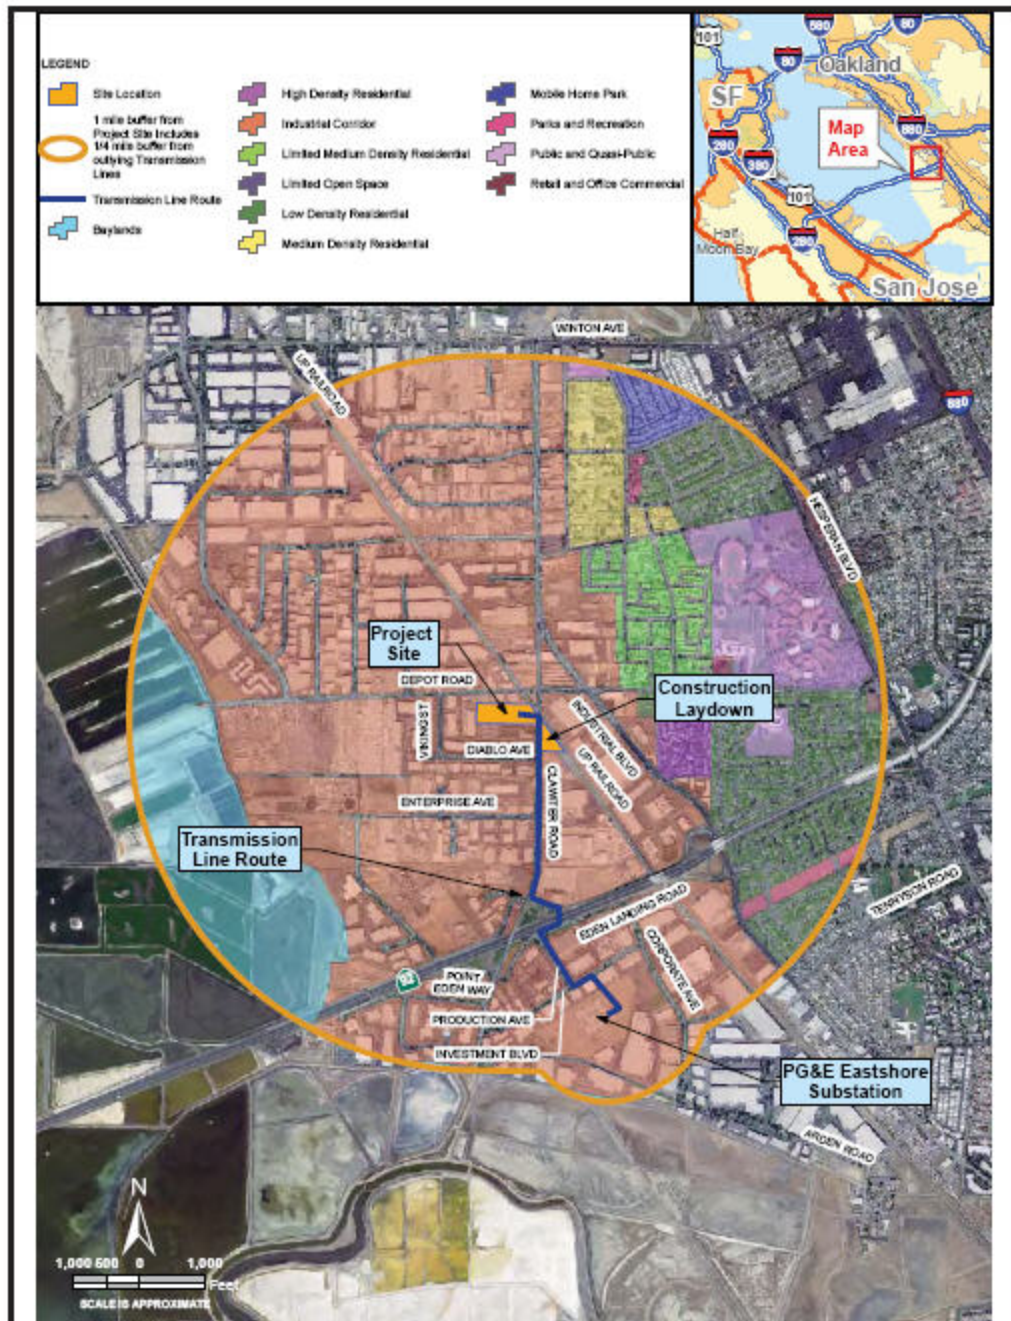 LEGEND
Site Location
1 mile buffer from
Project Site Includes
1/4 mile buffer from
outlying Transmission
Lines
Transmission Line Route
Baylands
High Density Residential
Industrial Corridor
Limited Medium Density Residential
Limited Open Space
Low Density Residential
Medium Density Residential
Mobile Home Park
Parks and Recreation
Public and Quasi-Public
Retail and Office Commercial
101
580
80
80
Oakland
SF
Map
Area
880
280
380
101
280
Half
Moon Bay
San Jose
WINTON AVE
UP RAILROAD
880
HESPERIAN BLVD
Project
Site
DEPOT ROAD
Construction
Laydown
VIKING ST
INDUSTRIAL BLVD
DIABLO AVE
UP RAILROAD
CLAWITER ROAD
ENTERPRISE AVE
Transmission
Line Route
TENNYSON ROAD
EDEN LANDING ROAD
CORPORATE AVE
92
POINT
EDEN WAY
PRODUCTION AVE
INVESTMENT BLVD
PG&E Eastshore
Substation
ARDEN ROAD
N
1,000 500 0 1,000
Feet
SCALE IS APPROXIMATE